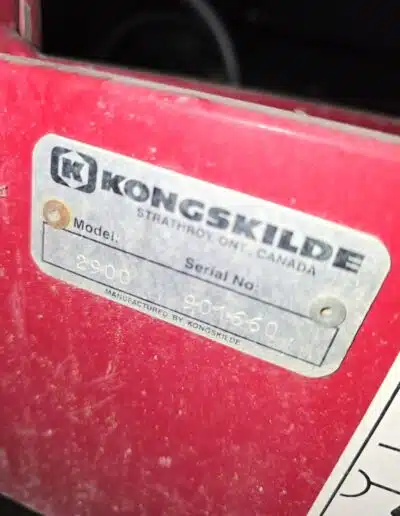 K KONGSKILDE
STRATHROY, ONT., CANADA
Model: Serial No:
2900 901660
MANUFACTURED BY KONGSKILDE